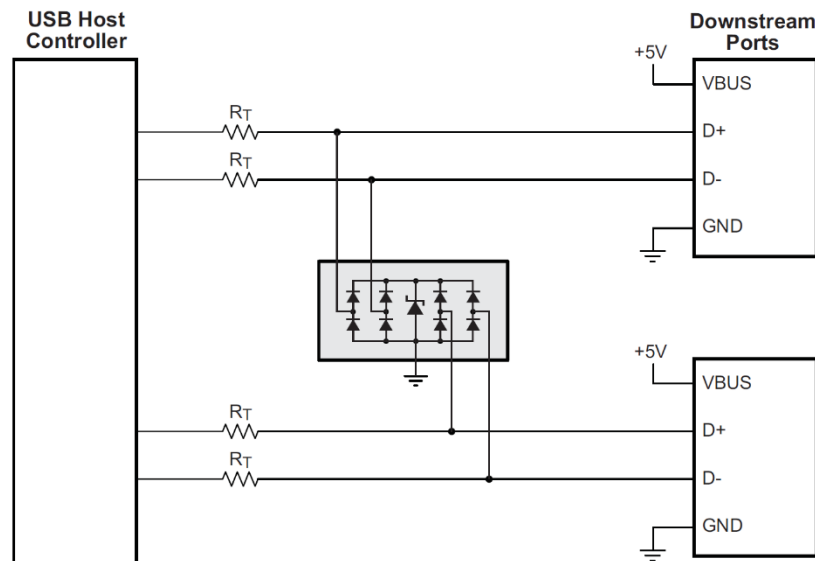 USB Host
Controller
Downstream
Ports
+5V
VBUS
RT
D+
RT
D-
GND
+5V
VBUS
RT
D+
RT
D-
GND